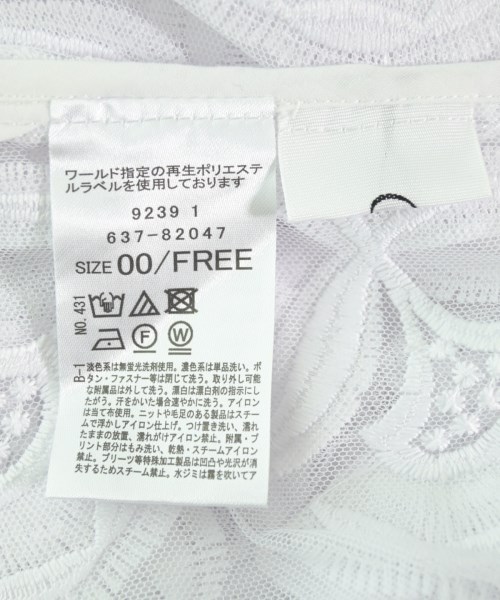 ワールド指定の再生ポリエステ
ルラベルを使用しております
9239 1
637-82047
SIZE 00/FREE
NO.431
F W
B-1
淡色系は無蛍光洗剤使用。濃色系は単品洗い。ボ
タン・ファスナー等は閉じて洗う。取り外し可能
な附属品は外して洗う。漂白は漂白剤の指示にし
たがう。汗をかいた場合速やかに洗う。アイロン
は当て布使用。ニットや毛足のある製品はスチー
ムで浮かしアイロン仕上げ。つけ置き洗い、濡れ
たままの放置、濡れがけアイロン禁止。附属・プ
リント部分はもみ洗い、乾熱・スチームアイロン
禁止。プリーツ等特殊加工製品は凹凸や光沢が消
失するためスチーム禁止。水ジミは霧を吹いてア